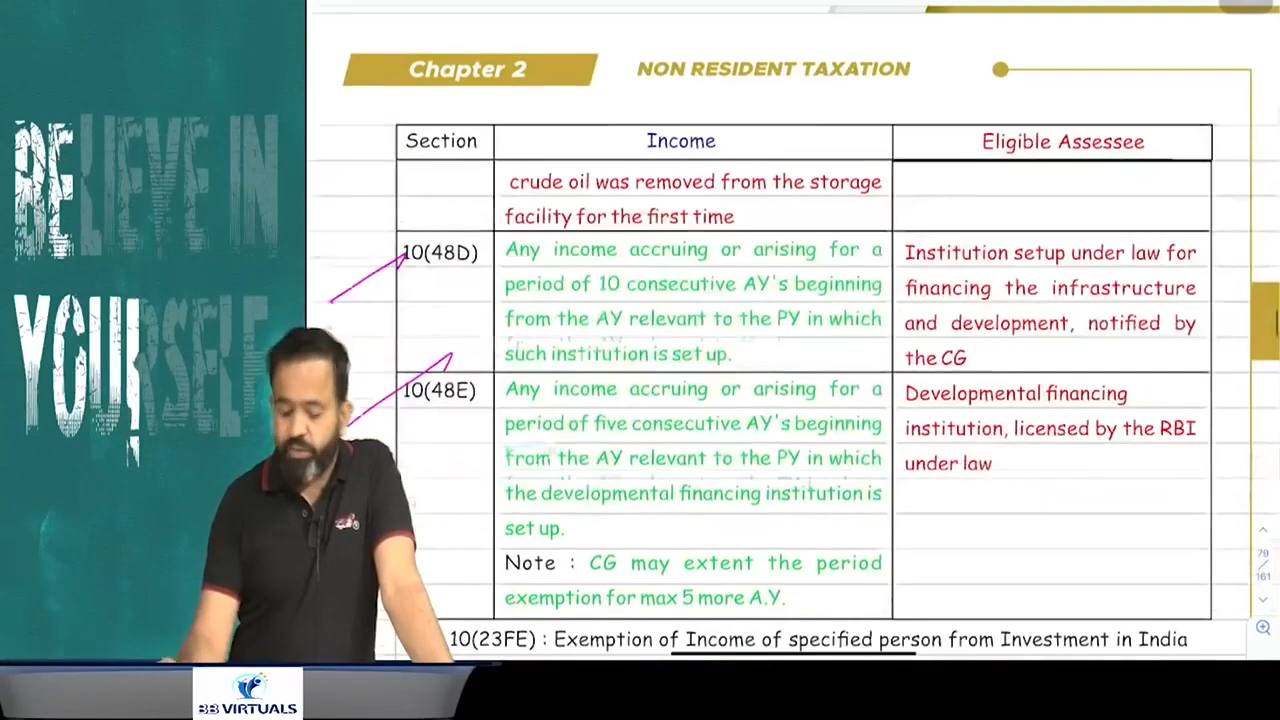 BELIEVE IN
YOURSELF
Chapter 2
NON RESIDENT TAXATION
Section
Income
Eligible Assessee
crude oil was removed from the storage
facility for the first time
10(48D)
Any income accruing or arising for a
period of 10 consecutive AY's beginning
from the AY relevant to the PY in which
such institution is set up.
Institution setup under law for
financing the infrastructure
and development, notified by
the CG
10(48E)
Any income accruing or arising for a
period of five consecutive AY's beginning
from the AY relevant to the PY in which
the developmental financing institution is
set up.
Note : CG may extent the period
exemption for max 5 more A.Y.
Developmental financing
institution, licensed by the RBI
under law
10(23FE) : Exemption of Income of specified person from Investment in India
79
/
161
BB VIRTUALS